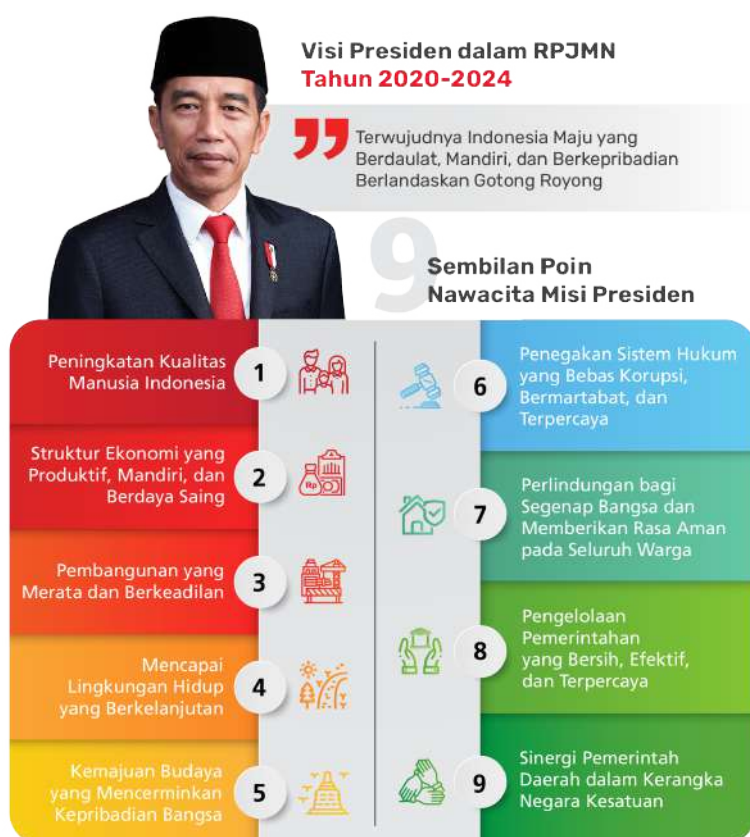 Visi Presiden dalam RPJMN
Tahun 2020-2024
Terwujudnya Indonesia Maju yang
Berdaulat, Mandiri, dan Berkepribadian
Berlandaskan Gotong Royong
9
Sembilan Poin
Nawacita Misi Presiden
Peningkatan Kualitas
Manusia Indonesia
1
Struktur Ekonomi yang
Produktif, Mandiri, dan
Berdaya Saing
2
Rp
Pembangunan yang
Merata dan Berkeadilan
3
Mencapai
Lingkungan Hidup
yang Berkelanjutan
4
Kemajuan Budaya
yang Mencerminkan
Kepribadian Bangsa
5
6
Penegakan Sistem Hukum
yang Bebas Korupsi,
Bermartabat, dan
Terpercaya
7
Perlindungan bagi
Segenap Bangsa dan
Memberikan Rasa Aman
pada Seluruh Warga
8
Pengelolaan
Pemerintahan
yang Bersih, Efektif,
dan Terpercaya
9
Sinergi Pemerintah
Daerah dalam Kerangka
Negara Kesatuan